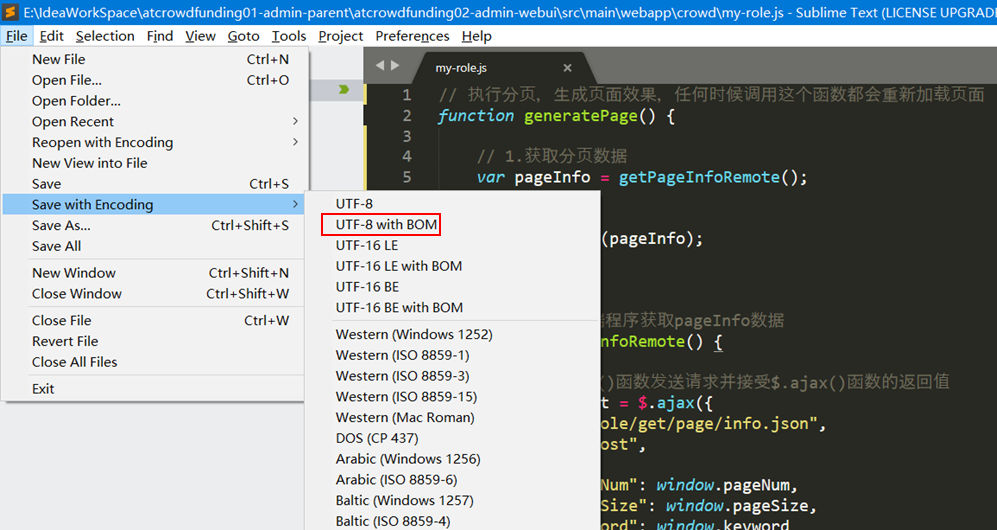 E:\IdeaWorkSpace\atcrowdfunding01-admin-parent\atcrowdfunding02-admin-webui\src\main\webapp\crowd\my-role.js - Sublime Text (LICENSE UPGRAD
File Edit Selection Find View Goto Tools Project Preferences Help
New File Ctrl+N
Open File... Ctrl+O
Open Folder...
Open Recent
Reopen with Encoding
New View into File
Save Ctrl+S
Save with Encoding
Save As... Ctrl+Shift+S
Save All
New Window Ctrl+Shift+N
Close Window Ctrl+Shift+W
Close File Ctrl+W
Revert File
Close All Files
Exit
UTF-8
UTF-8 with BOM
UTF-16 LE
UTF-16 LE with BOM
UTF-16 BE
UTF-16 BE with BOM
Western (Windows 1252)
Western (ISO 8859-1)
Western (ISO 8859-3)
Western (ISO 8859-15)
Western (Mac Roman)
DOS (CP 437)
Arabic (Windows 1256)
Arabic (ISO 8859-6)
Baltic (Windows 1257)
Baltic (ISO 8859-4)
my-role.js
1 // 执行分页，生成页面效果，任何时候调用这个函数都会重新加载页面
2 function generatePage() {
3
4 // 1.获取分页数据
5 var pageInfo = getPageInfoRemote();
(pageInfo);
程序获取pageInfo数据
nfoRemote() {
()函数发送请求并接受$.ajax()函数的返回值
t = $.ajax({
ole/get/page/info.json",
ost",
Num": window.pageNum,
Size": window.pageSize,
ord": window.keyword